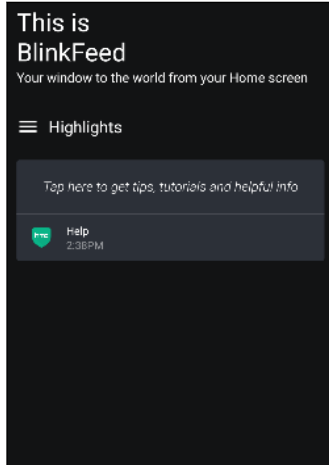 This is
BlinkFeed
Your window to the world from your Home screen
Highlights
Tap here to get tips, tutorials and helpful info
hTC
Help
2:38PM